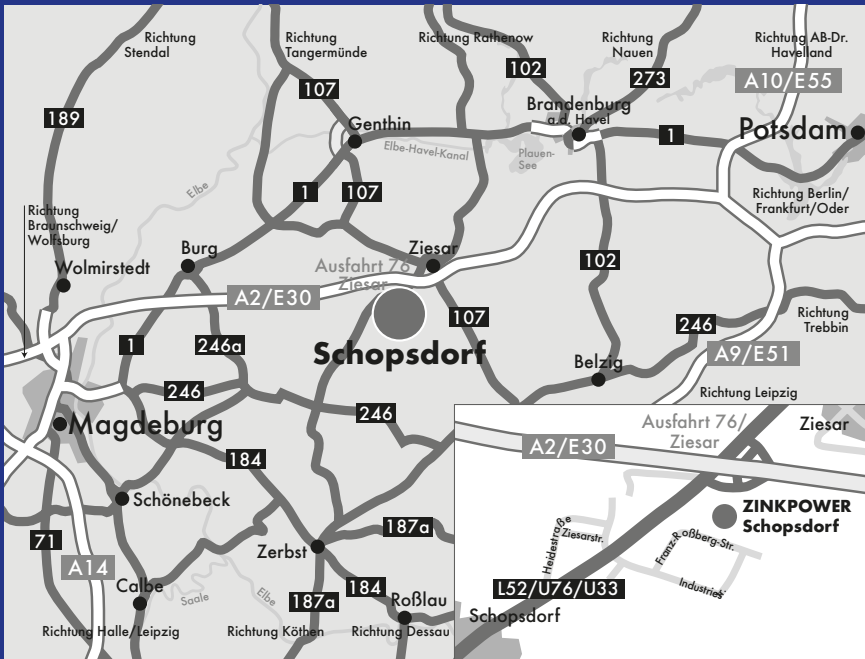 Richtung
Stendal
Richtung
Tangermünde
Richtung Rathenow
Richtung
Nauen
Richtung AB-Dr.
Havelland
102
273
A10/E55
107
189
Genthin
Brandenburg
a.d. Havel
1
Potsdam
Elbe-Havel-Kanal
Plauen-
See
Elbe
1
107
Richtung Berlin/
Frankfurt/Oder
Richtung
Braunschweig/
Wolfsburg
Burg
Ziesar
102
Wolmirstedt
Ausfahrt 76
Ziesar
A2/E30
107
246
Richtung
Trebbin
1
246a
Schopsdorf
Belzig
A9/E51
246
246
Richtung Leipzig
Magdeburg
184
Schönebeck
187a
71
Zerbst
A14
Calbe
Saale
Elbe
187a
184
Roßlau
Richtung Halle/Leipzig
Richtung Köthen
Richtung Dessau
Ausfahrt 76/
Ziesar
Ziesar
A2/E30
ZINKPOWER
Schopsdorf
Heidestraße
Ziesarstr.
Franz-Roßberg-Str.
Industriestr.
L52/U76/U33
Schopsdorf